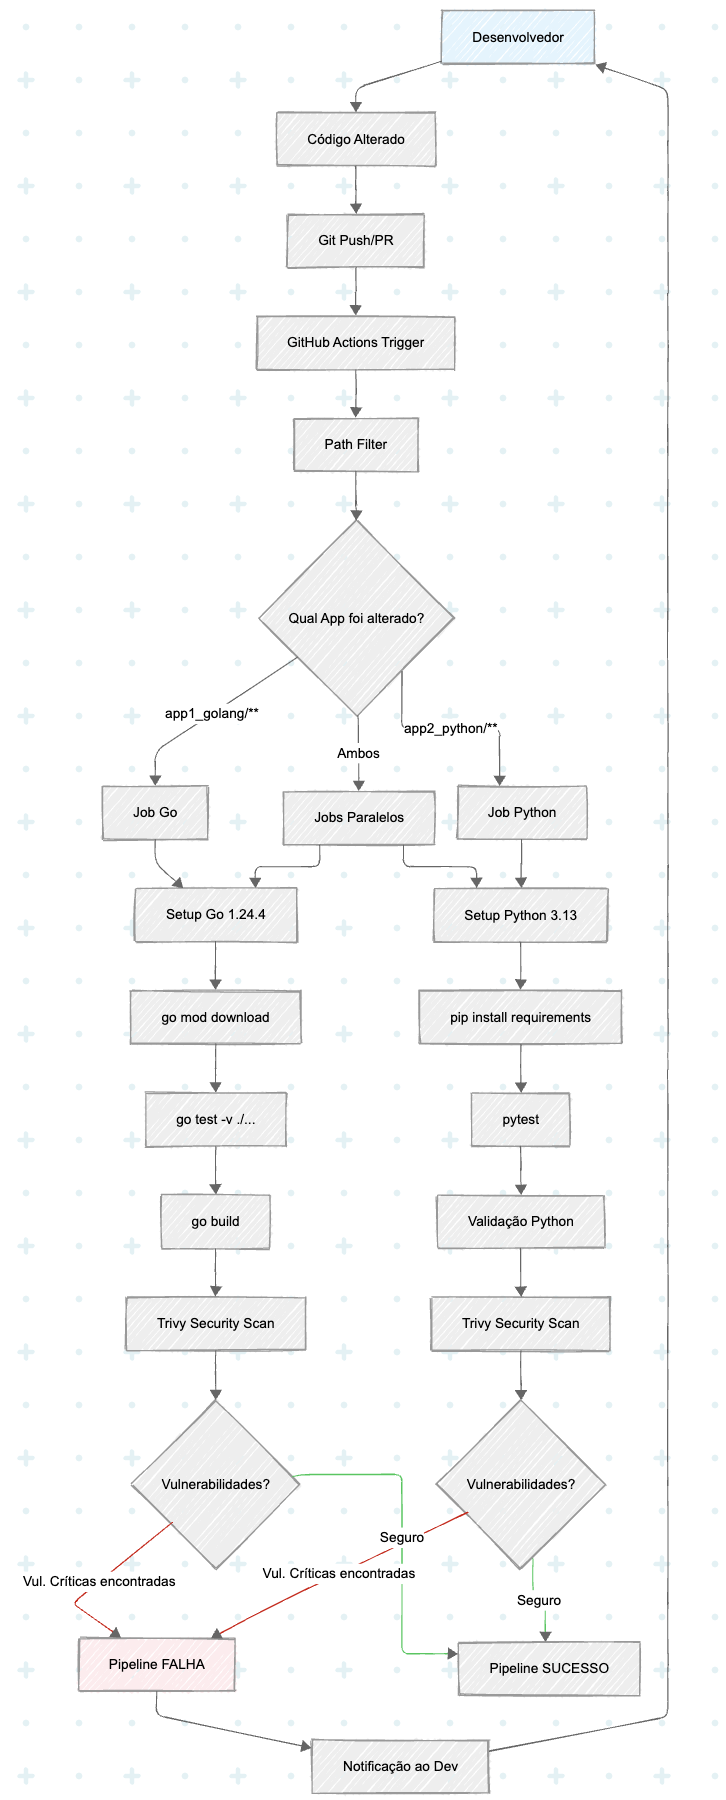 Desenvolvedor
Código Alterado
Git Push/PR
GitHub Actions Trigger
Path Filter
Qual App foi alterado?
app1_golang/**
app2_python/**
Ambos
Job Go
Jobs Paralelos
Job Python
Setup Go 1.24.4
Setup Python 3.13
go mod download
pip install requirements
go test -v ./...
pytest
go build
Validação Python
Trivy Security Scan
Trivy Security Scan
Vulnerabilidades?
Vulnerabilidades?
Seguro
Vul. Críticas encontradas
Vul. Críticas encontradas
Seguro
Pipeline FALHA
Pipeline SUCESSO
Notificação ao Dev